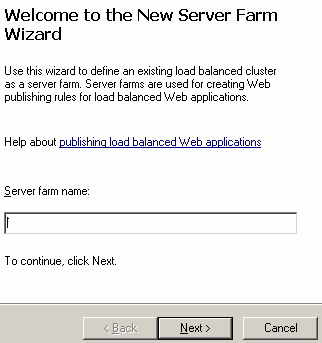 Welcome to the New Server Farm
Wizard
Use this wizard to define an existing load balanced cluster
as a server farm. Server farms are used for creating Web
publishing rules for load balanced Web applications.
Help about publishing load balanced Web applications
Server farm name:
To continue, click Next.
< Back Next > Cancel